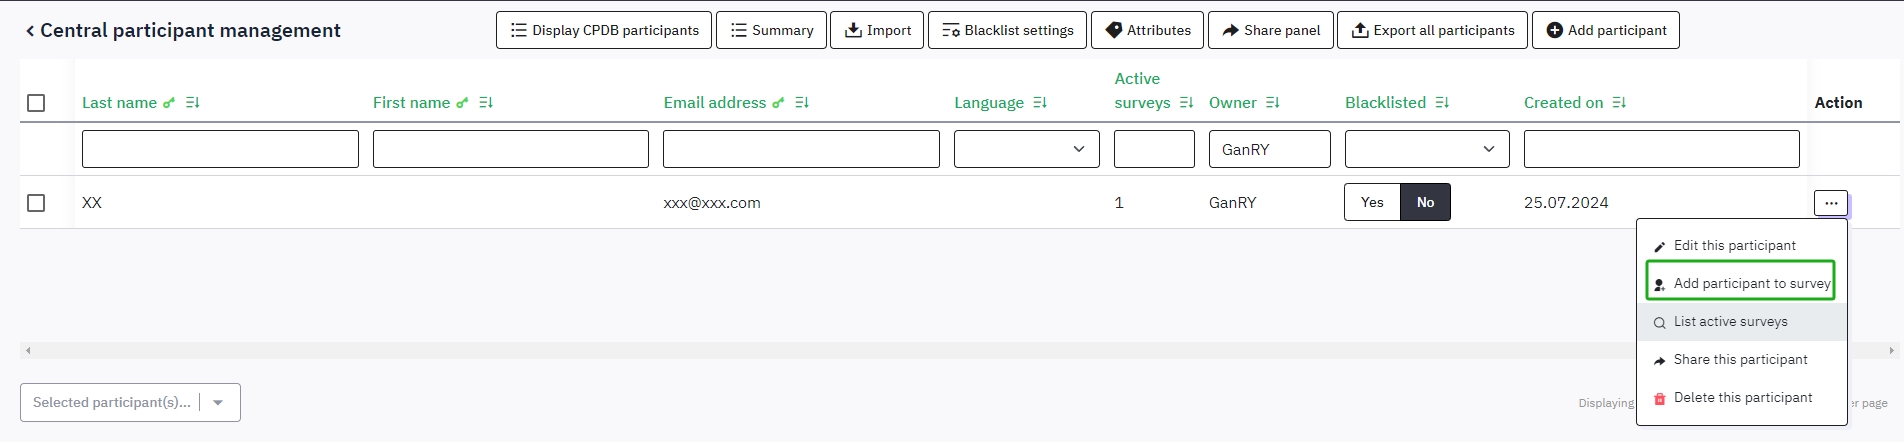 Central participant management
Display CPDB participants
Summary
Import
Blacklist settings
Attributes
Share panel
Export all participants
Add participant
Last name
First name
Email address
Language
Active
surveys
Owner
Blacklisted
Created on
Action
GanRY
XX
xxx@xxx.com
1
GanRY
Yes
No
25.07.2024
...
Edit this participant
Add participant to survey
List active surveys
Share this participant
Delete this participant
Selected participant(s)...
Displaying
er page